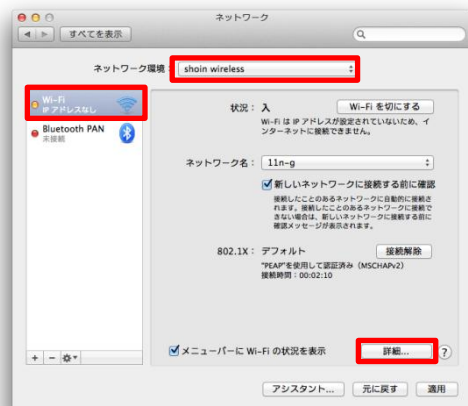 ネットワーク
すべてを表示
ネットワーク環境： shoin wireless
Wi-Fi
IP アドレスなし
Bluetooth PAN
未接続
状況： 入
Wi-Fi を切にする
Wi-Fi は IP アドレスが設定されていないため、イ
ンターネットに接続できません。
ネットワーク名： 11n-g
新しいネットワークに接続する前に確認
接続したことのあるネットワークに自動的に接続さ
れます。接続したことのあるネットワークに接続で
きない場合は、新しいネットワークに接続する前に
確認メッセージが表示されます。
802.1X： デフォルト
接続解除
"PEAP"を使用して認証済み（MSCHAPv2）
接続時間：00:02:10
メニューバーに Wi-Fi の状況を表示
詳細...
?
+ −
アシスタント...
元に戻す
適用